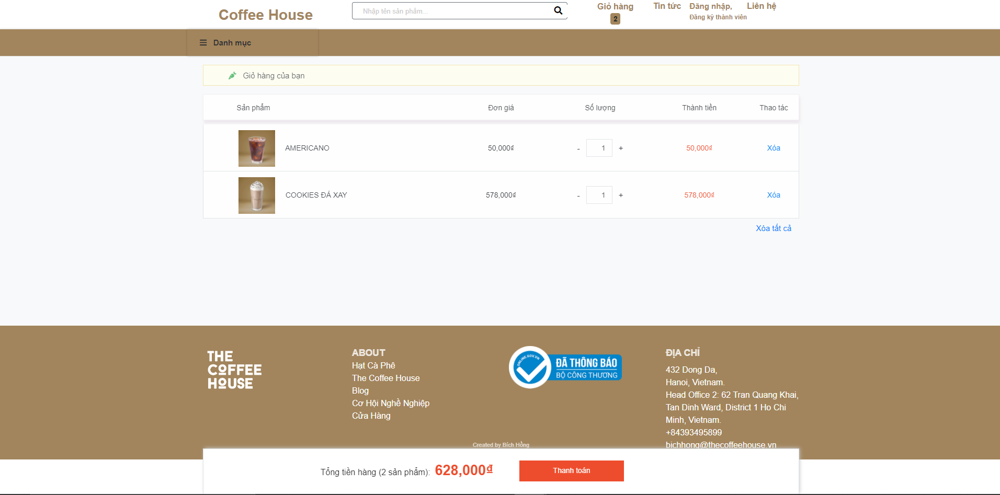 Coffee House
Nhập tên sản phẩm...
Giỏ hàng
2
Tin tức
Đăng nhập,
Đăng ký thành viên
Liên hệ
Danh mục
Giỏ hàng của bạn
Sản phẩm Đơn giá Số lượng Thành tiền Thao tác
AMERICANO 50,000₫ - 1 + 50,000₫ Xóa
COOKIES ĐÁ XAY 578,000₫ - 1 + 578,000₫ Xóa
Xóa tất cả
THE
COFFEE
HOUSE
ABOUT
Hạt Cà Phê
The Coffee House
Blog
Cơ Hội Nghề Nghiệp
Cửa Hàng
ONLINE.GOV.VN
ĐÃ THÔNG BÁO
BỘ CÔNG THƯƠNG
ĐỊA CHỈ
432 Dong Da,
Hanoi, Vietnam.
Head Office 2: 62 Tran Quang Khai,
Tan Dinh Ward, District 1 Ho Chi
Minh, Vietnam.
+84393495899
bichhong@thecoffeehouse.vn
Created by Bích Hồng
Tổng tiền hàng (2 sản phẩm): 628,000₫
Thanh toán